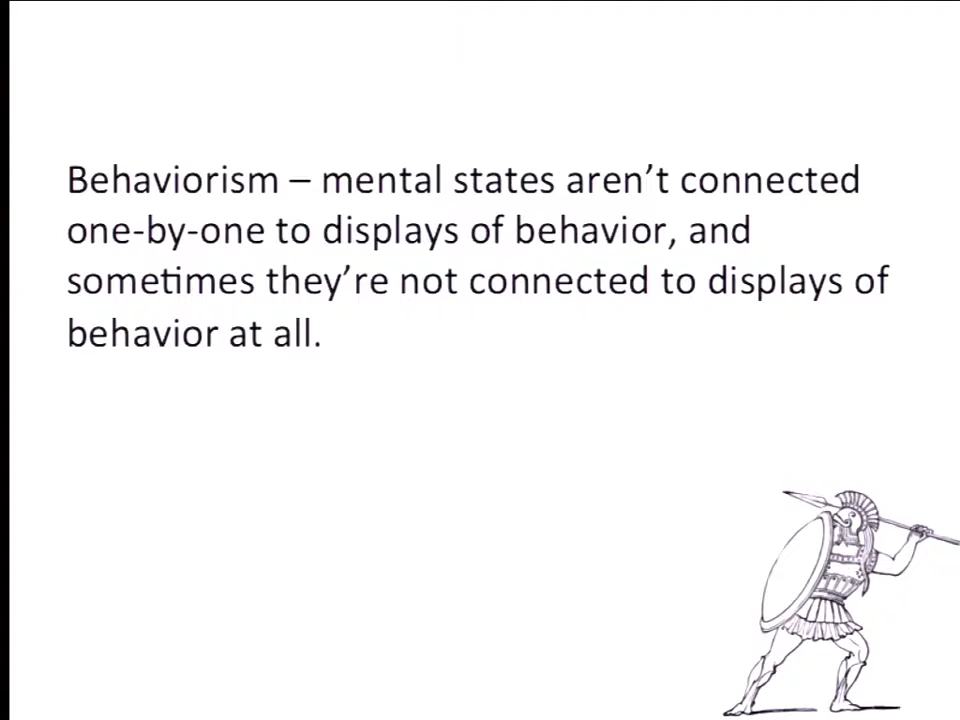 Behaviorism – mental states aren’t connected
one-by-one to displays of behavior, and
sometimes they’re not connected to displays of
behavior at all.